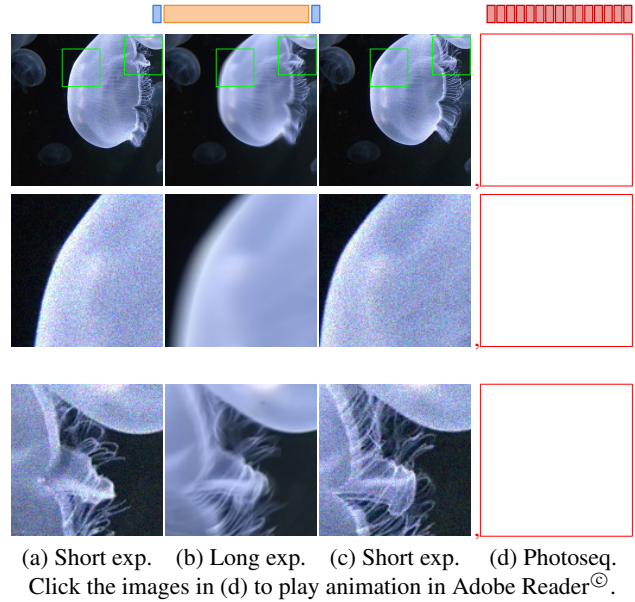 (a) Short exp. (b) Long exp. (c) Short exp. (d) Photoseq.
Click the images in (d) to play animation in Adobe Reader©.